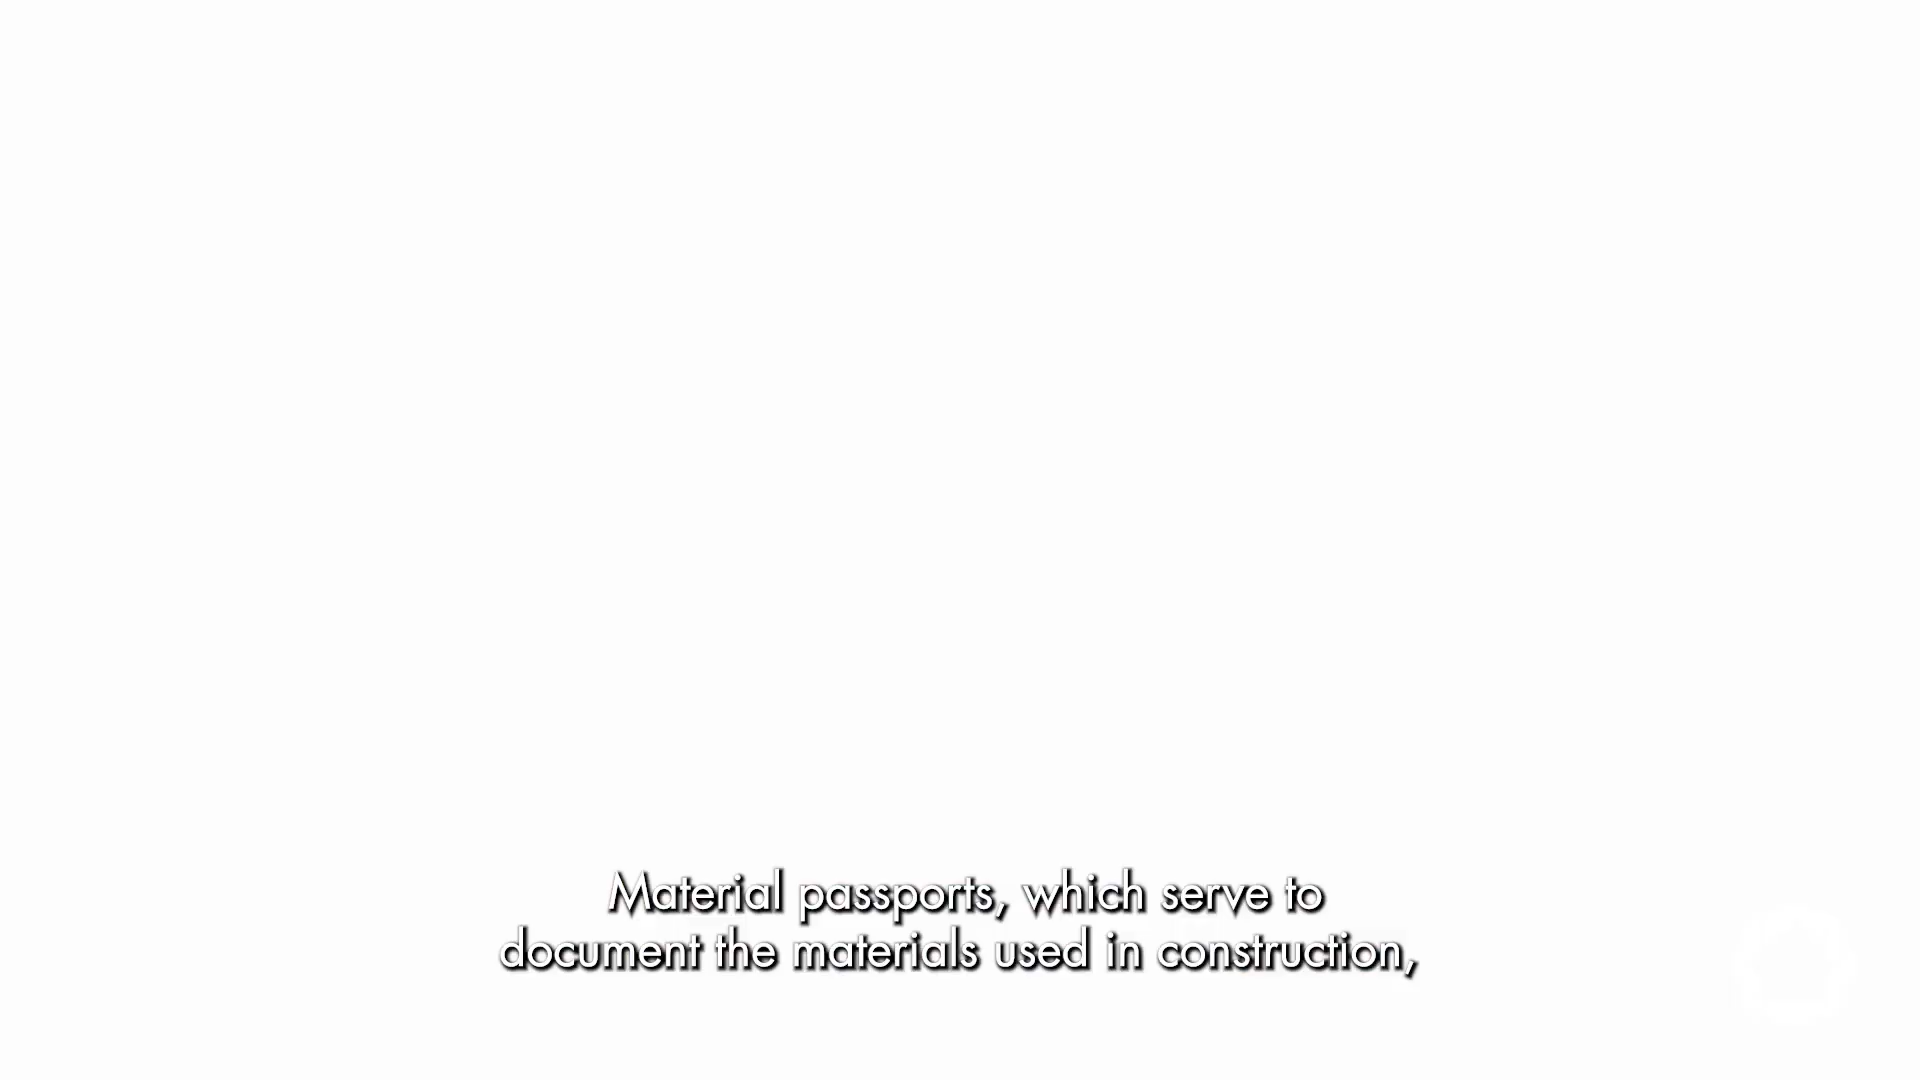 Material passports, which serve to
document the materials used in construction,